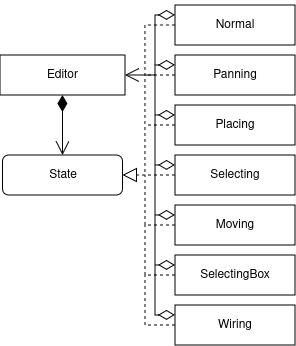 Normal
Editor
Panning
Placing
State
Selecting
Moving
SelectingBox
Wiring